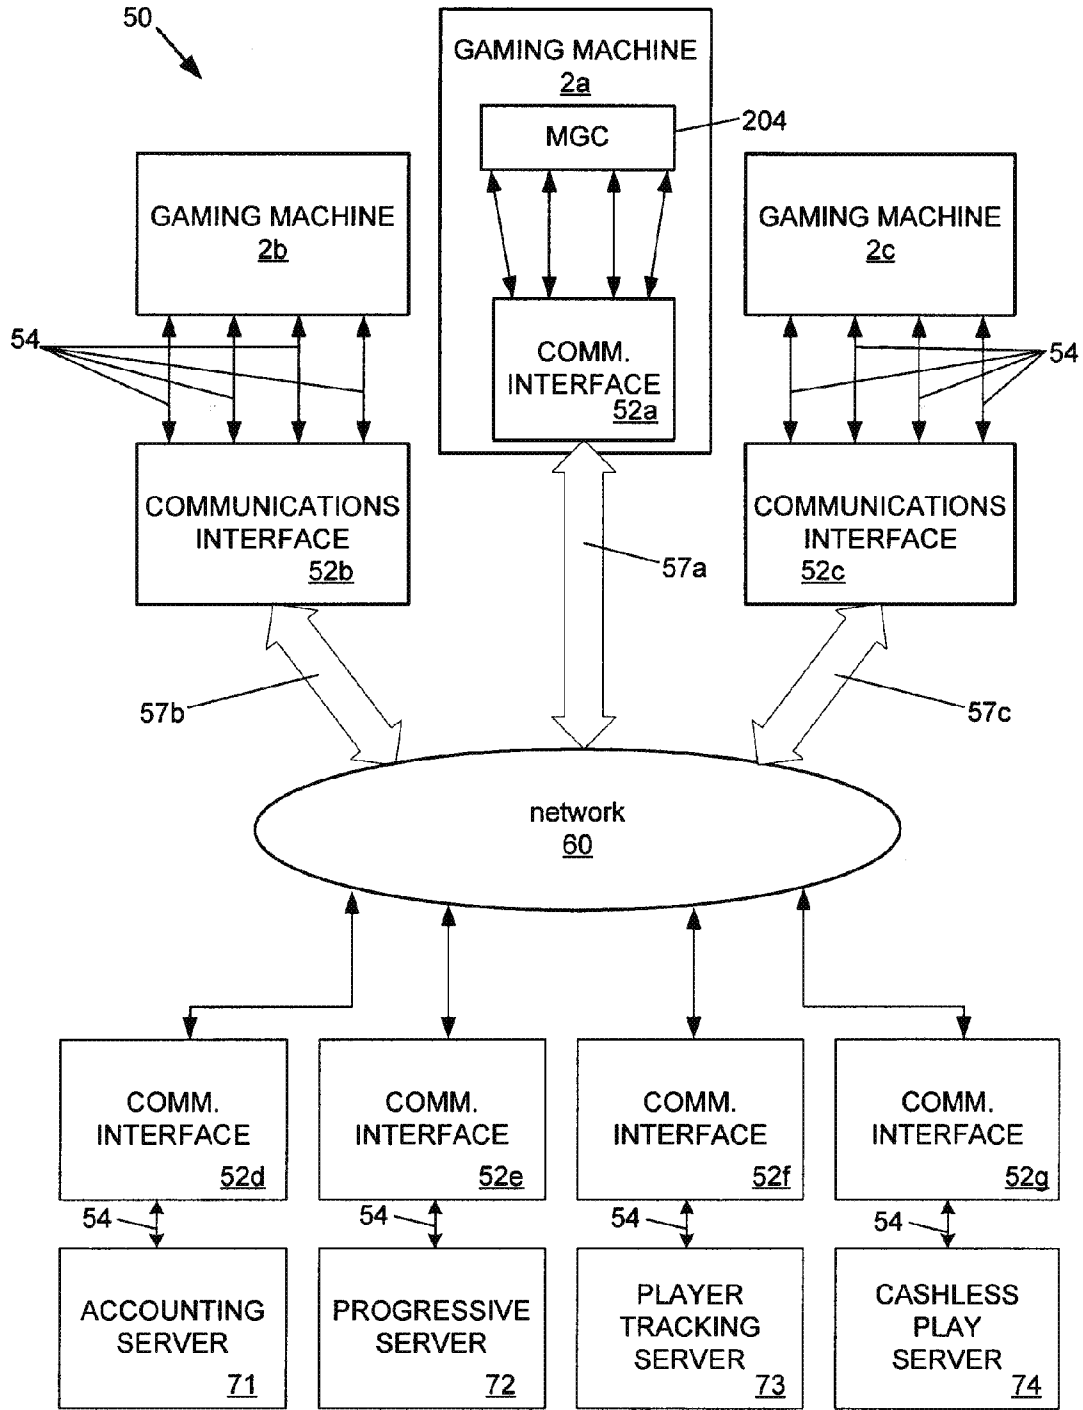 50
GAMING MACHINE
2a
MGC
204
COMM.
INTERFACE
52a
GAMING MACHINE
2b
GAMING MACHINE
2c
54
54
COMMUNICATIONS
INTERFACE
52b
COMMUNICATIONS
INTERFACE
52c
57a
57b
57c
network
60
COMM.
INTERFACE
52d
COMM.
INTERFACE
52e
COMM.
INTERFACE
52f
COMM.
INTERFACE
52g
54
54
54
54
ACCOUNTING
SERVER
71
PROGRESSIVE
SERVER
72
PLAYER
TRACKING
SERVER
73
CASHLESS
PLAY
SERVER
74